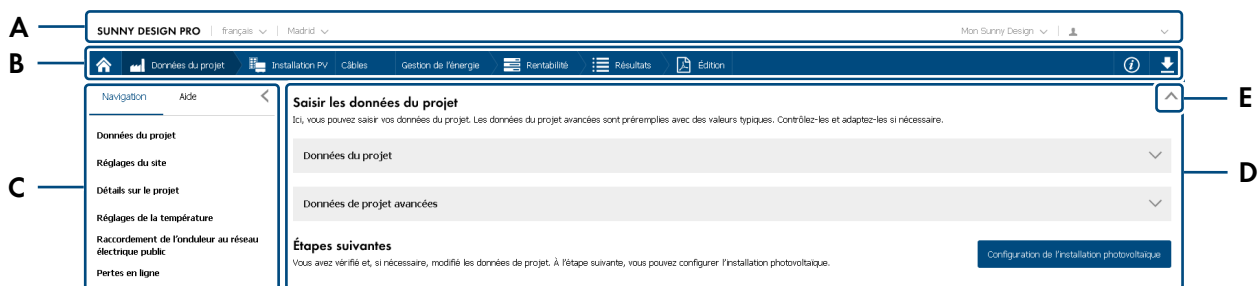 A
SUNNY DESIGN PRO français Madrid Mon Sunny Design
B
Données du projet Installation PV Câbles Gestion de l'énergie Rentabilité Résultats Édition
C
Navigation Aide
Données du projet
Réglages du site
Détails sur le projet
Réglages de la température
Raccordement de l'onduleur au réseau
électrique public
Pertes en ligne
Saisir les données du projet
Ici, vous pouvez saisir vos données du projet. Les données du projet avancées sont préremplies avec des valeurs typiques. Contrôlez-les et adaptez-les si nécessaire.
Données du projet
Données de projet avancées
Étapes suivantes
Vous avez vérifié et, si nécessaire, modifié les données de projet. À l'étape suivante, vous pouvez configurer l'installation photovoltaïque.
Configuration de l'installation photovoltaïque
E
D